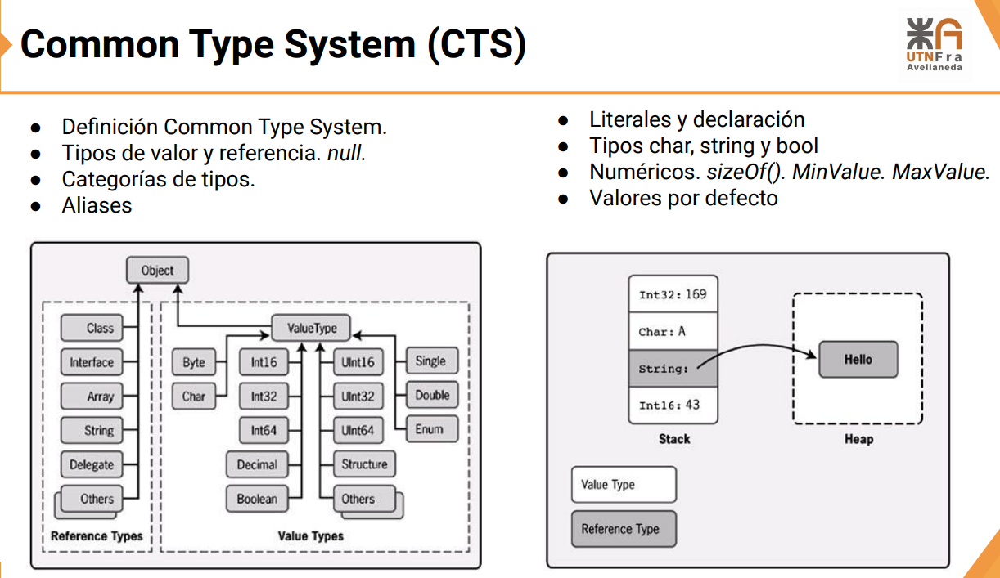 Common Type System (CTS)
UTNFra
Avellaneda
● Definición Common Type System.
● Tipos de valor y referencia. null.
● Categorías de tipos.
● Aliases
● Literales y declaración
● Tipos char, string y bool
● Numéricos. sizeOf(). MinValue. MaxValue.
● Valores por defecto
Object
Class
Interface
Array
String
Delegate
Others
Reference Types
ValueType
Byte
Char
Int16
Int32
Int64
Decimal
Boolean
UInt16
UInt32
UInt64
Structure
Others
Single
Double
Enum
Value Types
Int32: 169
Char: A
String:
Int16: 43
Stack
Hello
Heap
Value Type
Reference Type